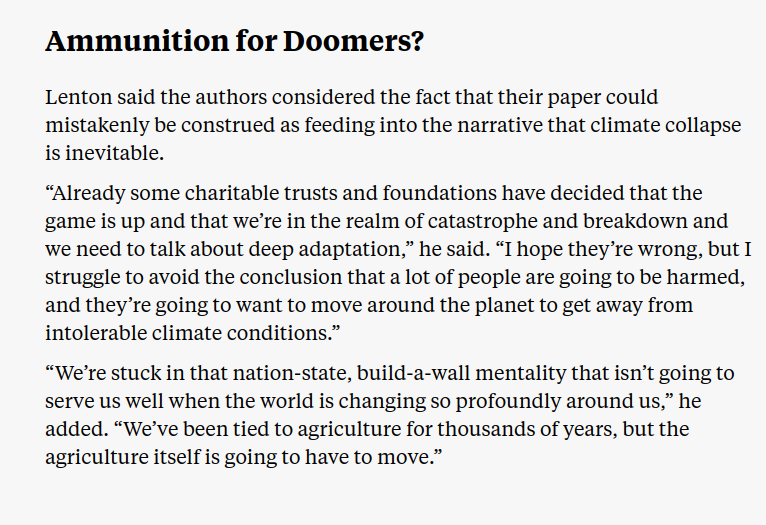 Ammunition for Doomers?
Lenton said the authors considered the fact that their paper could
mistakenly be construed as feeding into the narrative that climate collapse
is inevitable.
“Already some charitable trusts and foundations have decided that the
game is up and that we’re in the realm of catastrophe and breakdown and
we need to talk about deep adaptation,” he said. “I hope they’re wrong, but I
struggle to avoid the conclusion that a lot of people are going to be harmed,
and they’re going to want to move around the planet to get away from
intolerable climate conditions.”
“We’re stuck in that nation-state, build-a-wall mentality that isn’t going to
serve us well when the world is changing so profoundly around us,” he
added. “We’ve been tied to agriculture for thousands of years, but the
agriculture itself is going to have to move.”